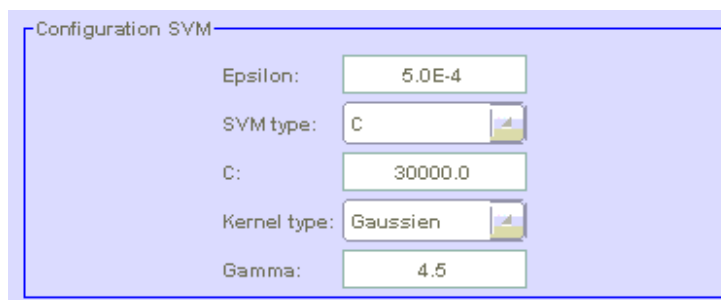 Configuration SVM
Epsilon: 5.0E-4
SVM type: C
C: 30000.0
Kernel type: Gaussien
Gamma: 4.5